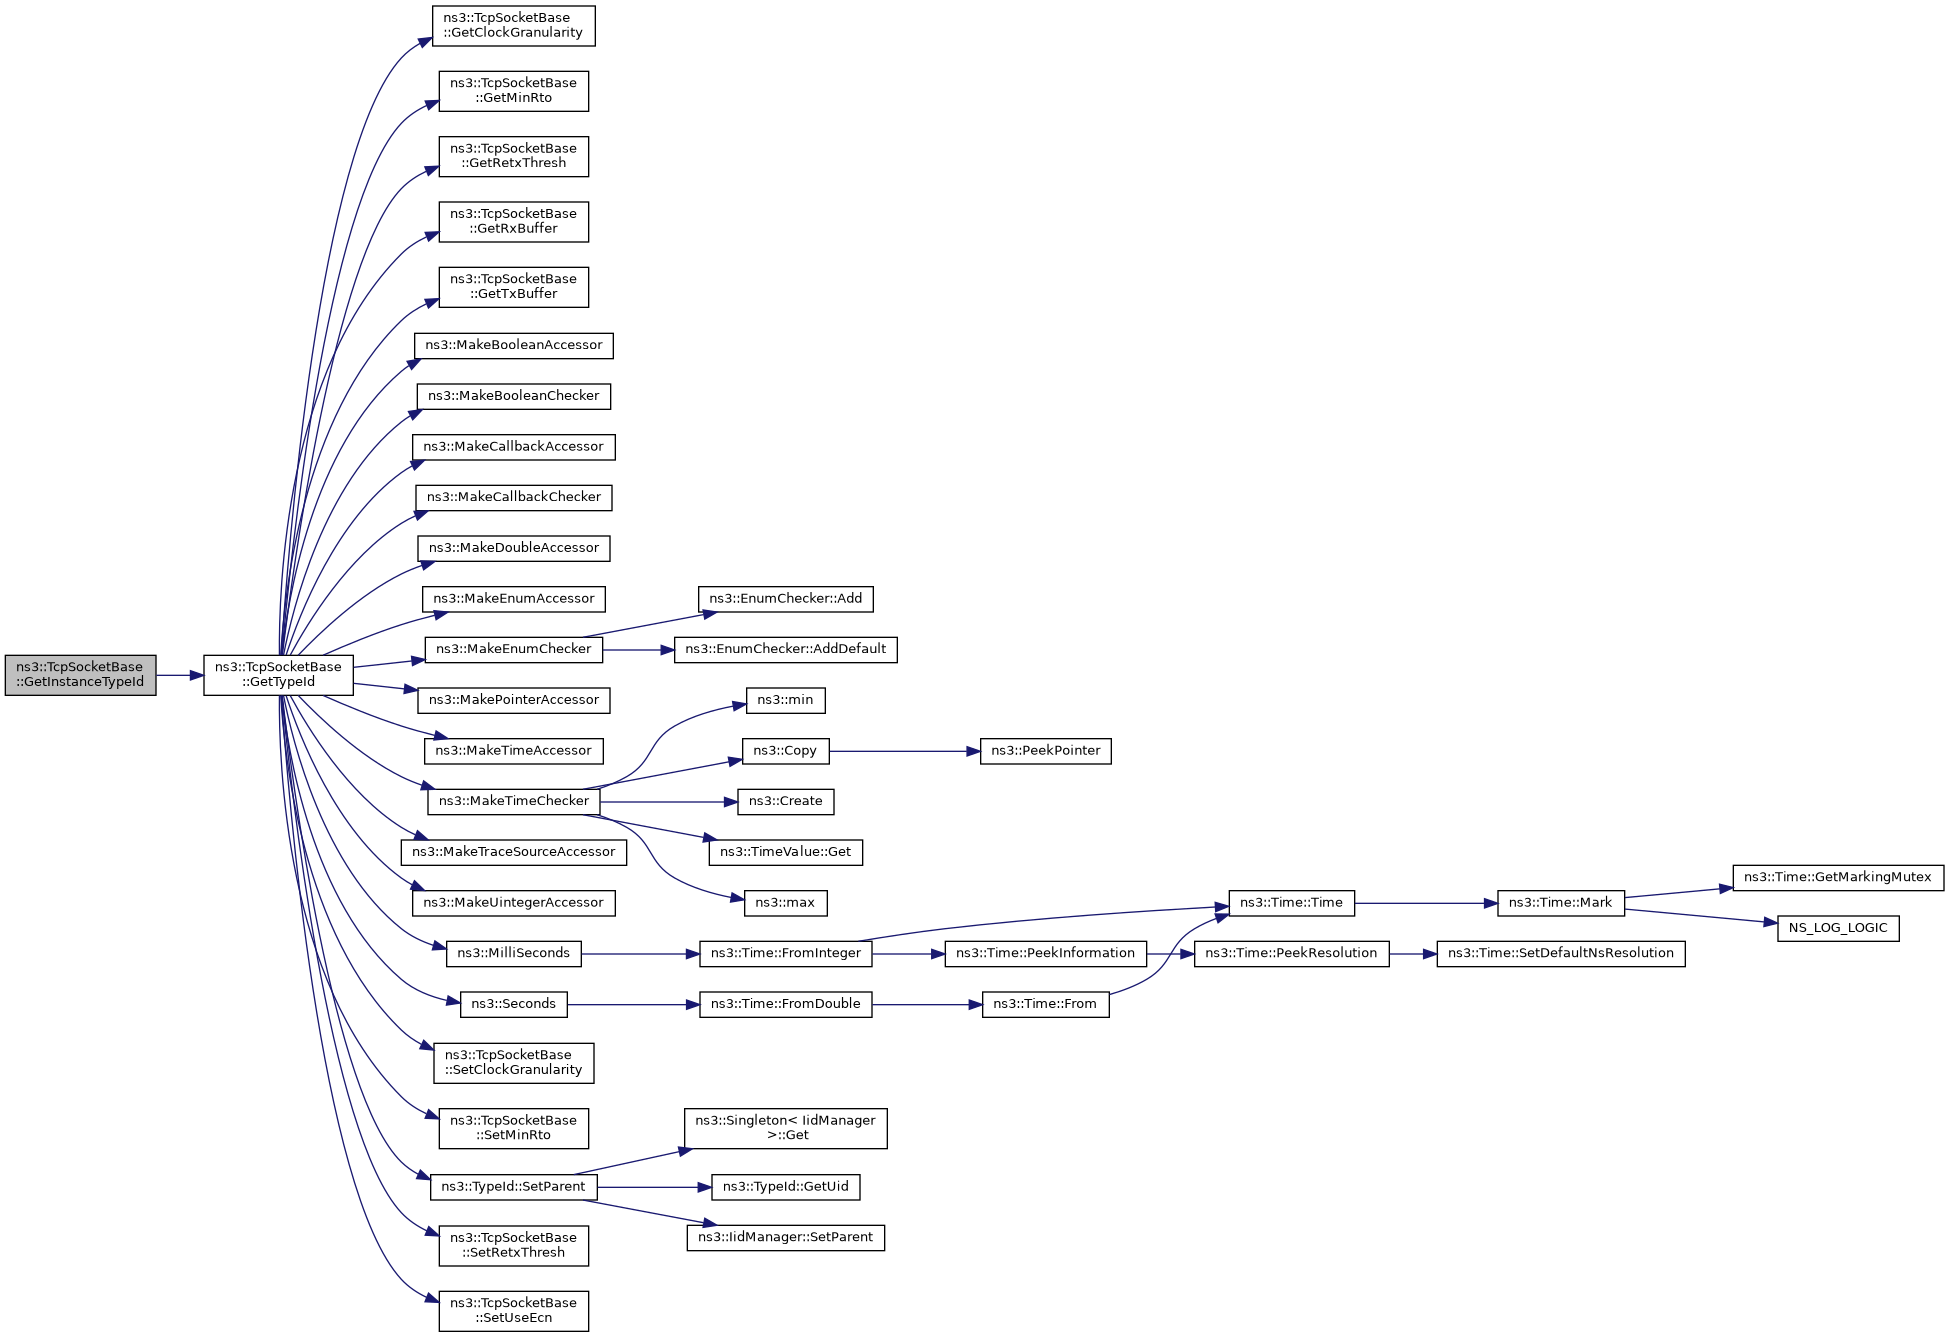 ns3::TcpSocketBase
::GetInstanceTypeId
ns3::TcpSocketBase
::GetTypeId
ns3::TcpSocketBase
::GetClockGranularity
ns3::TcpSocketBase
::GetMinRto
ns3::TcpSocketBase
::GetRetxThresh
ns3::TcpSocketBase
::GetRxBuffer
ns3::TcpSocketBase
::GetTxBuffer
ns3::MakeBooleanAccessor
ns3::MakeBooleanChecker
ns3::MakeCallbackAccessor
ns3::MakeCallbackChecker
ns3::MakeDoubleAccessor
ns3::MakeEnumAccessor
ns3::MakeEnumChecker
ns3::EnumChecker::Add
ns3::EnumChecker::AddDefault
ns3::MakePointerAccessor
ns3::MakeTimeAccessor
ns3::MakeTimeChecker
ns3::min
ns3::Copy
ns3::PeekPointer
ns3::Create
ns3::TimeValue::Get
ns3::max
ns3::MakeTraceSourceAccessor
ns3::MakeUintegerAccessor
ns3::MilliSeconds
ns3::Time::FromInteger
ns3::Time::PeekInformation
ns3::Time::PeekResolution
ns3::Time::SetDefaultNsResolution
ns3::Time::Time
ns3::Time::Mark
ns3::Time::GetMarkingMutex
NS_LOG_LOGIC
ns3::Seconds
ns3::Time::FromDouble
ns3::Time::From
ns3::TcpSocketBase
::SetClockGranularity
ns3::TcpSocketBase
::SetMinRto
ns3::TypeId::SetParent
ns3::Singleton< IidManager
>::Get
ns3::TypeId::GetUid
ns3::IidManager::SetParent
ns3::TcpSocketBase
::SetRetxThresh
ns3::TcpSocketBase
::SetUseEcn